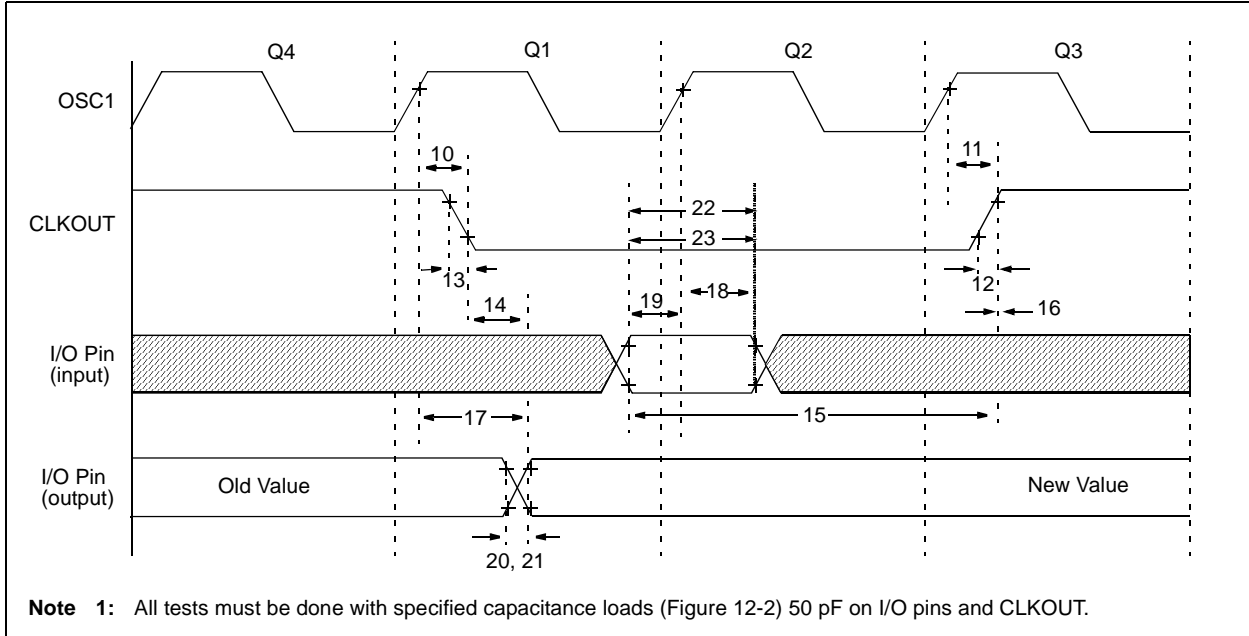 Q4 Q1 Q2 Q3
OSC1
10 11
CLKOUT
22
23
13 12
14 19 18 16
I/O Pin
(input)
17 15
I/O Pin
(output)
Old Value New Value
20, 21
Note 1: All tests must be done with specified capacitance loads (Figure 12-2) 50 pF on I/O pins and CLKOUT.